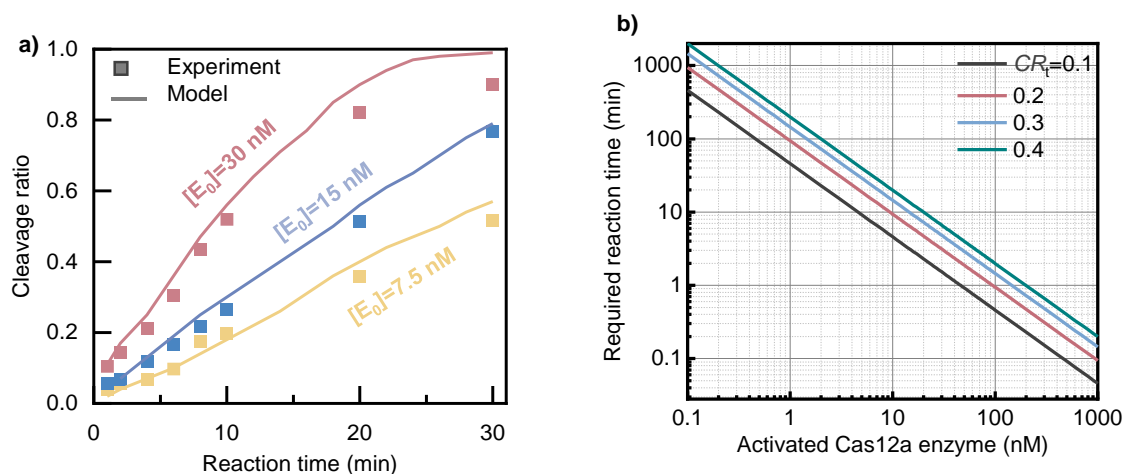 a)
1.0
0.8
0.6
0.4
0.2
0.0
Cleavage ratio
Experiment
Model
[E₀]=30 nM
[E₀]=15 nM
[E₀]=7.5 nM
0
10
20
30
Reaction time (min)
b)
1000
100
10
1
0.1
Required reaction time (min)
CRₜ=0.1
0.2
0.3
0.4
0.1
1
10
100
1000
Activated Cas12a enzyme (nM)